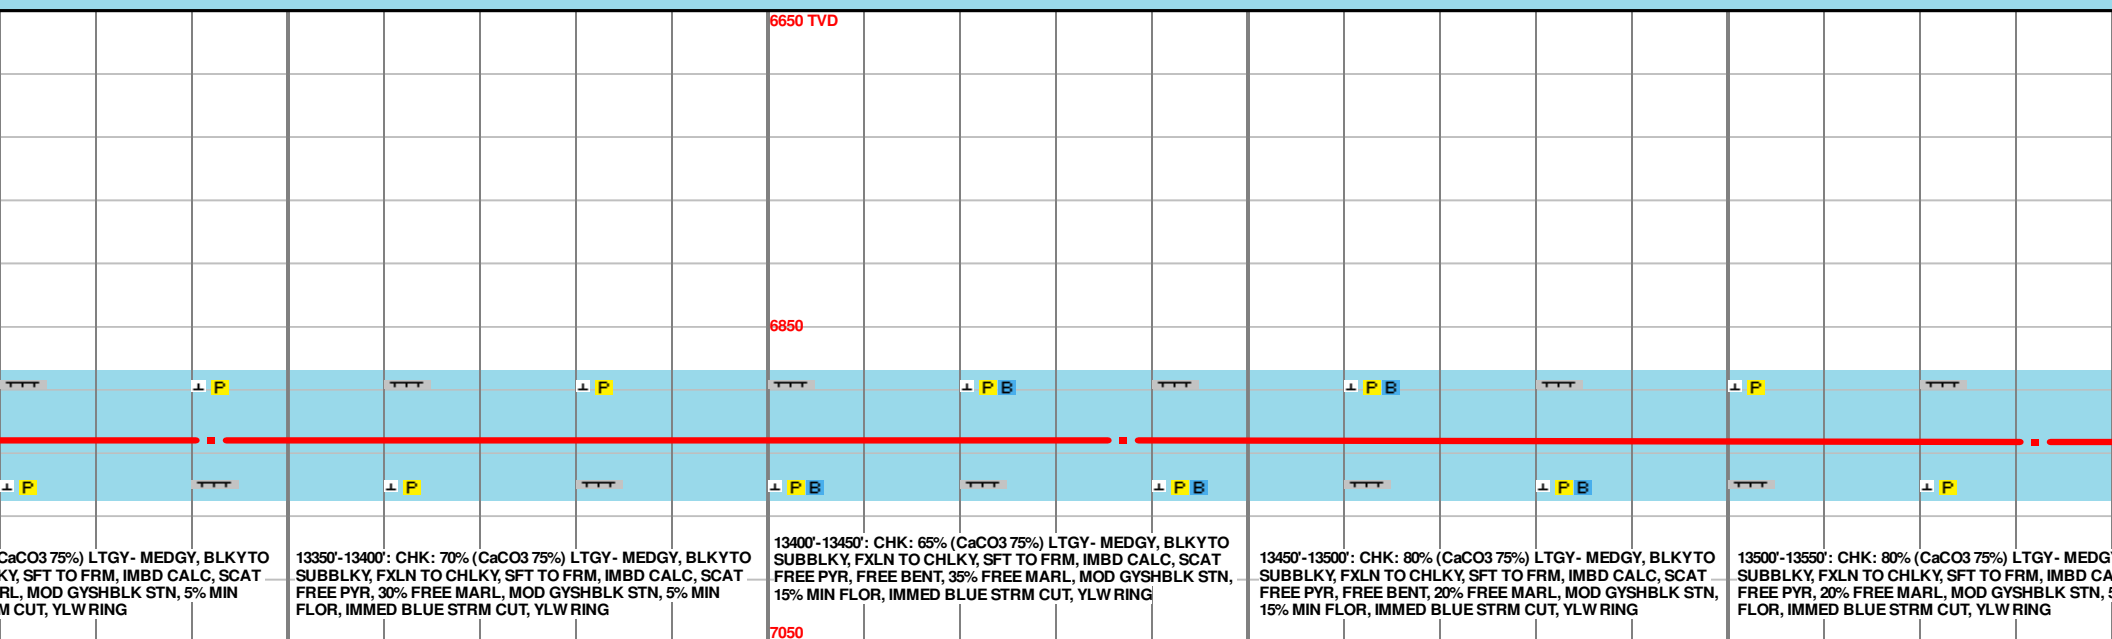 6650 TVD
6850
P
P
P B
P B
P
P
P
P B
P B
P B
P
CaCO3 75%) LTGY- MEDGY, BLKY TO
KY, SFT TO FRM, IMBD CALC, SCAT
RL, MOD GYSHBLK STN, 5% MIN
M CUT, YLW RING
13350'-13400': CHK: 70% (CaCO3 75%) LTGY- MEDGY, BLKY TO
SUBBLKY, FXLN TO CHLKY, SFT TO FRM, IMBD CALC, SCAT
FREE PYR, 30% FREE MARL, MOD GYSHBLK STN, 5% MIN
FLOR, IMMED BLUE STRM CUT, YLW RING
13400'-13450': CHK: 65% (CaCO3 75%) LTGY- MEDGY, BLKY TO
SUBBLKY, FXLN TO CHLKY, SFT TO FRM, IMBD CALC, SCAT
FREE PYR, FREE BENT, 35% FREE MARL, MOD GYSHBLK STN,
15% MIN FLOR, IMMED BLUE STRM CUT, YLW RING
13450'-13500': CHK: 80% (CaCO3 75%) LTGY- MEDGY, BLKY TO
SUBBLKY, FXLN TO CHLKY, SFT TO FRM, IMBD CALC, SCAT
FREE PYR, FREE BENT, 20% FREE MARL, MOD GYSHBLK STN,
15% MIN FLOR, IMMED BLUE STRM CUT, YLW RING
13500'-13550': CHK: 80% (CaCO3 75%) LTGY- MEDG
SUBBLKY, FXLN TO CHLKY, SFT TO FRM, IMBD CA
FREE PYR, 20% FREE MARL, MOD GYSHBLK STN,
FLOR, IMMED BLUE STRM CUT, YLW RING
7050